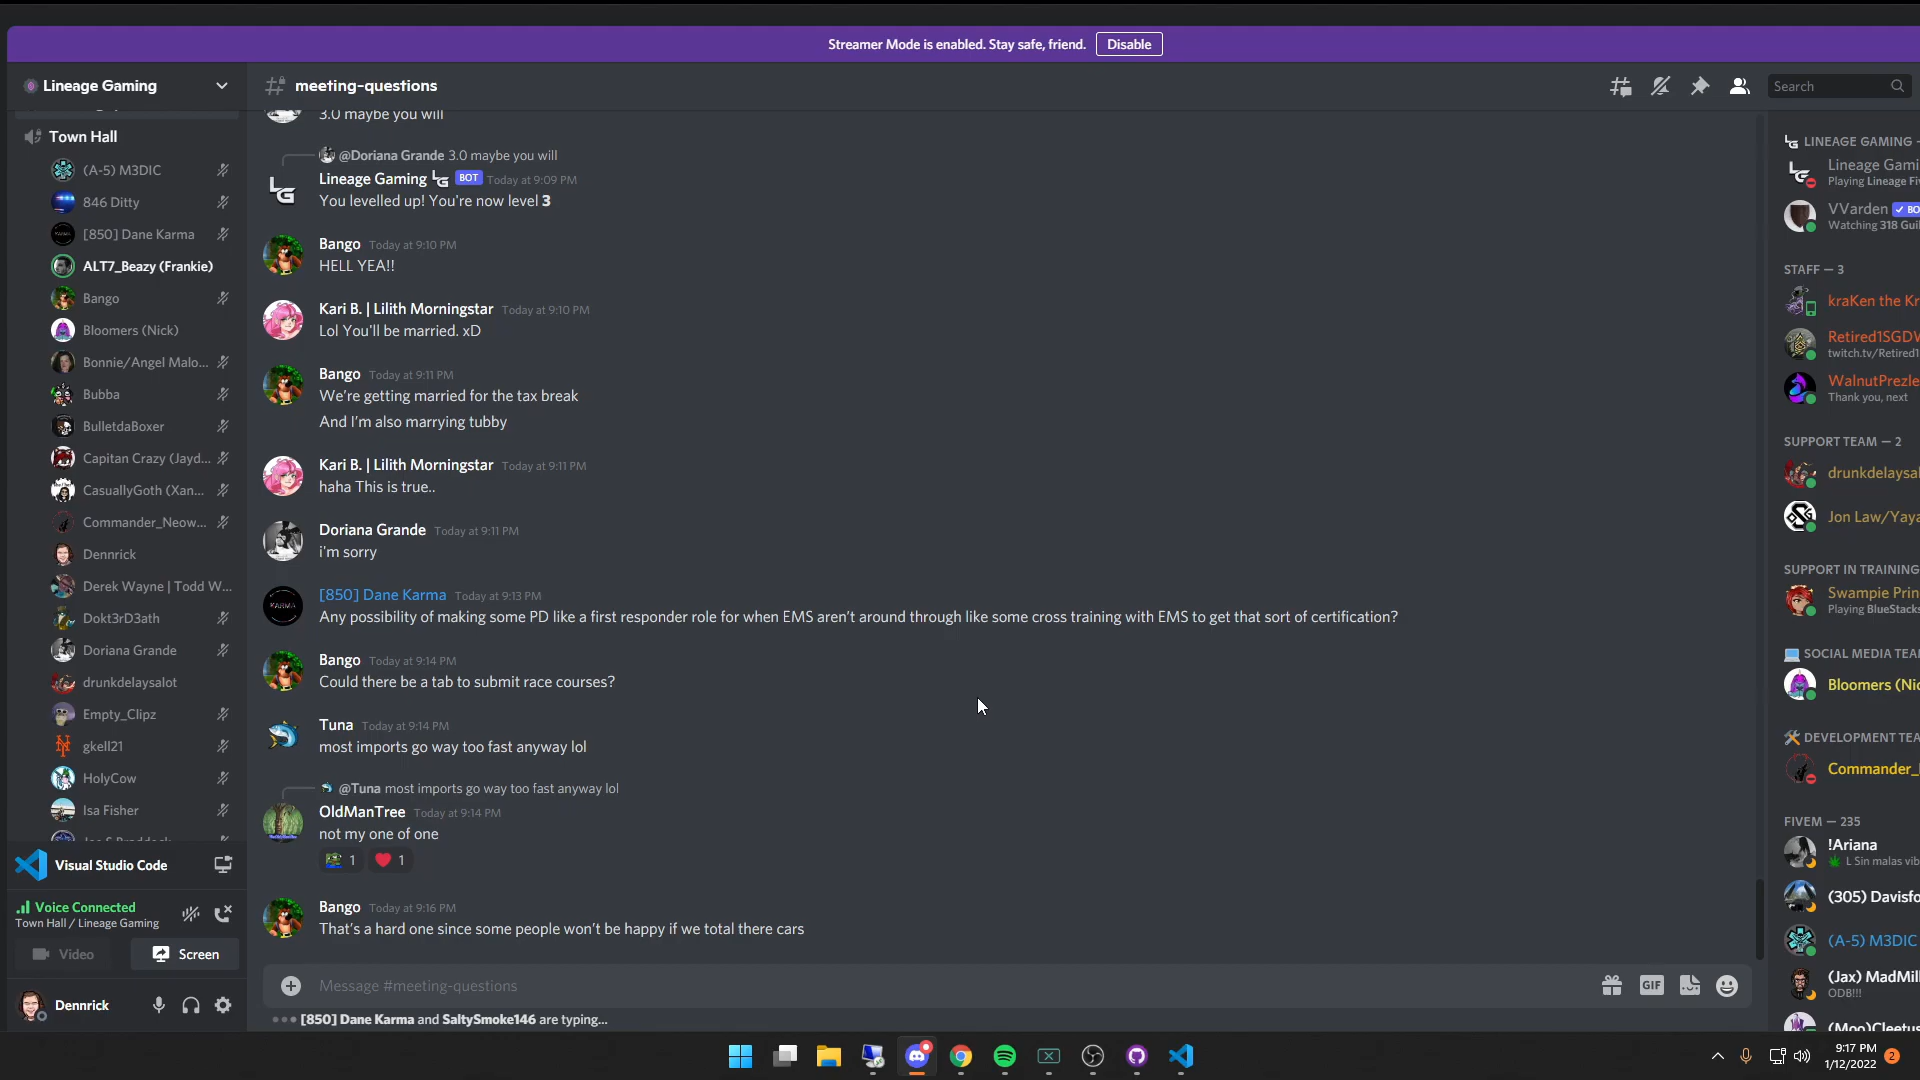 Streamer Mode is enabled. Stay safe, friend. Disable
Lineage Gaming
meeting-questions
Search
Town Hall
(A-5) M3DIC
846 Ditty
[850] Dane Karma
ALT7_Beazy (Frankie)
Bango
Bloomers (Nick)
Bonnie/Angel Malo...
Bubba
BulletdaBoxer
Capitan Crazy (Jayd...
CasuallyGoth (Xan...
Commander_Neow...
Dennrick
Derek Wayne | Todd W...
Dokt3rD3ath
Doriana Grande
drunkdelaysalot
Empty_Clipz
gkell21
HolyCow
Isa Fisher
Visual Studio Code
Voice Connected
Town Hall / Lineage Gaming
Video
Screen
Dennrick
3.0 maybe you will
@Doriana Grande 3.0 maybe you will
Lineage Gaming LG BOT Today at 9:09 PM
You levelled up! You're now level 3
Bango Today at 9:10 PM
HELL YEA!!
Kari B. | Lilith Morningstar Today at 9:10 PM
Lol You'll be married. xD
Bango Today at 9:11 PM
We're getting married for the tax break
And I'm also marrying tubby
Kari B. | Lilith Morningstar Today at 9:11 PM
haha This is true..
Doriana Grande Today at 9:11 PM
i'm sorry
KARMA
[850] Dane Karma Today at 9:13 PM
Any possibility of making some PD like a first responder role for when EMS aren't around through like some cross training with EMS to get that sort of certification?
Bango Today at 9:14 PM
Could there be a tab to submit race courses?
Tuna Today at 9:14 PM
most imports go way too fast anyway lol
@Tuna most imports go way too fast anyway lol
OldManTree Today at 9:14 PM
not my one of one
1 1
Bango Today at 9:16 PM
That's a hard one since some people won't be happy if we total there cars
Message #meeting-questions
GIF
[850] Dane Karma and SaltySmoke146 are typing...
LG LINEAGE GAMING –
Lineage Gami
Playing Lineage Fi
VVarden BO
Watching 318 Guil
STAFF — 3
kraKen the Kr
Retired1SGDV
twitch.tv/Retired1
WalnutPrezle
Thank you, next
SUPPORT TEAM — 2
drunkdelaysal
Jon Law/Yaya
SUPPORT IN TRAINING
Swampie Prin
Playing BlueStacks
SOCIAL MEDIA TEA
Bloomers (Nic
DEVELOPMENT TEA
Commander_
FIVEM — 235
!Ariana
L Sin malas vib
(305) Davisfo
(A-5) M3DIC
(Jax) MadMill
ODB!!!
(Moo)Cleetus
9:17 PM
1/12/2022
2